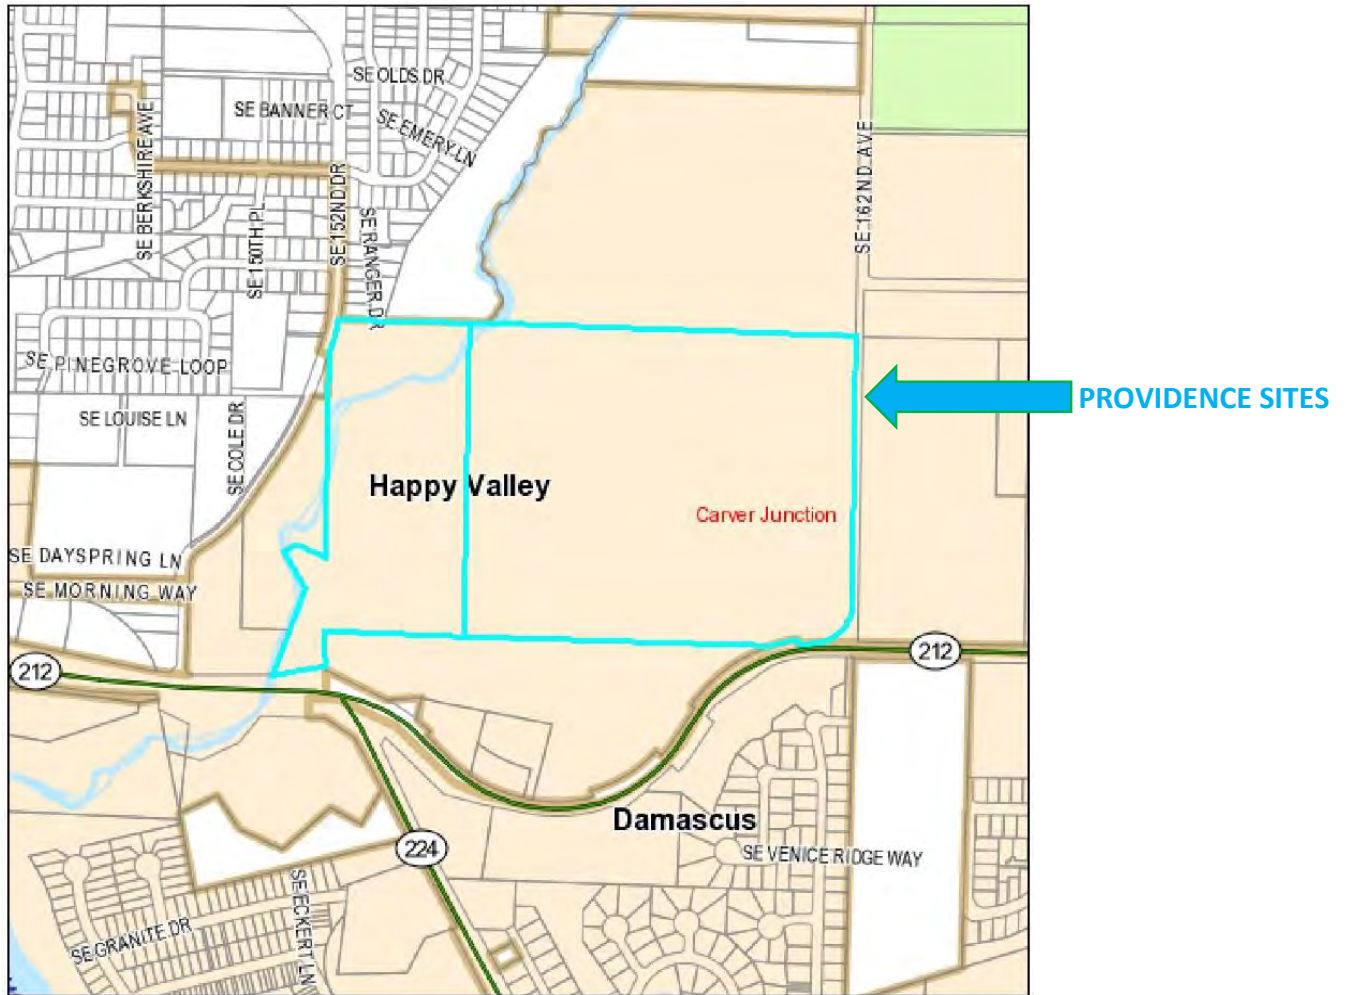 SE OLDS DR
SE BANNER CT
SE EMERY LN
SE BERKSHIRE AVE
SE 162ND AVE
SE 150TH PL
SE 152ND DR
SE RANGER DR
SE PINEGROVE LOOP
PROVIDENCE SITES
SE LOUISE LN
SE COLE DR
Happy Valley
Carver Junction
SE DAYSPRING LN
SE MORNING WAY
212
212
Damascus
224
SE VENICE RIDGE WAY
SE ECKERT LN
SE GRANITE DR